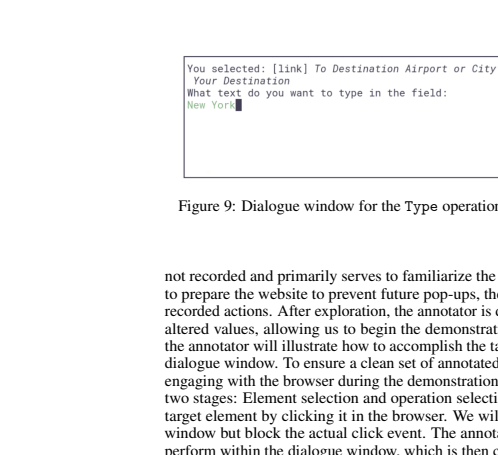 You selected: [link] To Destination Airport or City
Your Destination
What text do you want to type in the field:
New York
Figure 9: Dialogue window for the Type operation
not recorded and primarily serves to familiarize the
to prepare the website to prevent future pop-ups, the
recorded actions. After exploration, the annotator is
altered values, allowing us to begin the demonstrat
the annotator will illustrate how to accomplish the ta
dialogue window. To ensure a clean set of annotated
engaging with the browser during the demonstration
two stages: Element selection and operation selecti
target element by clicking it in the browser. We will
window but block the actual click event. The annota
perform within the dialogue window, which is then